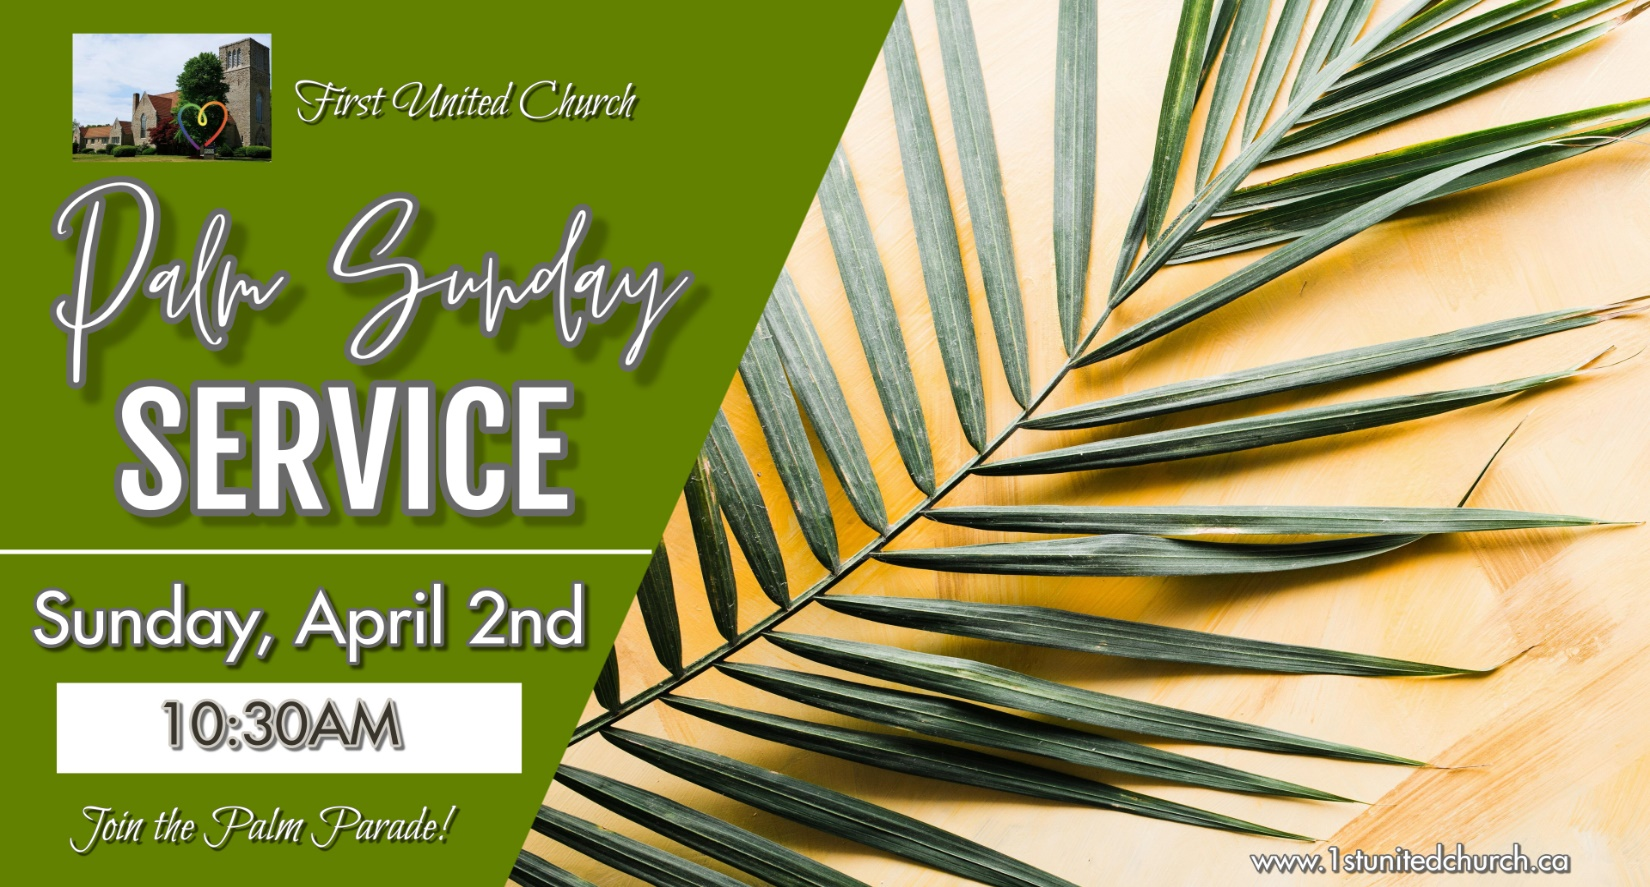 First United Church
Palm Sunday
SERVICE
Sunday, April 2nd
10:30AM
Join the Palm Parade!
www.1stunitedchurch.ca